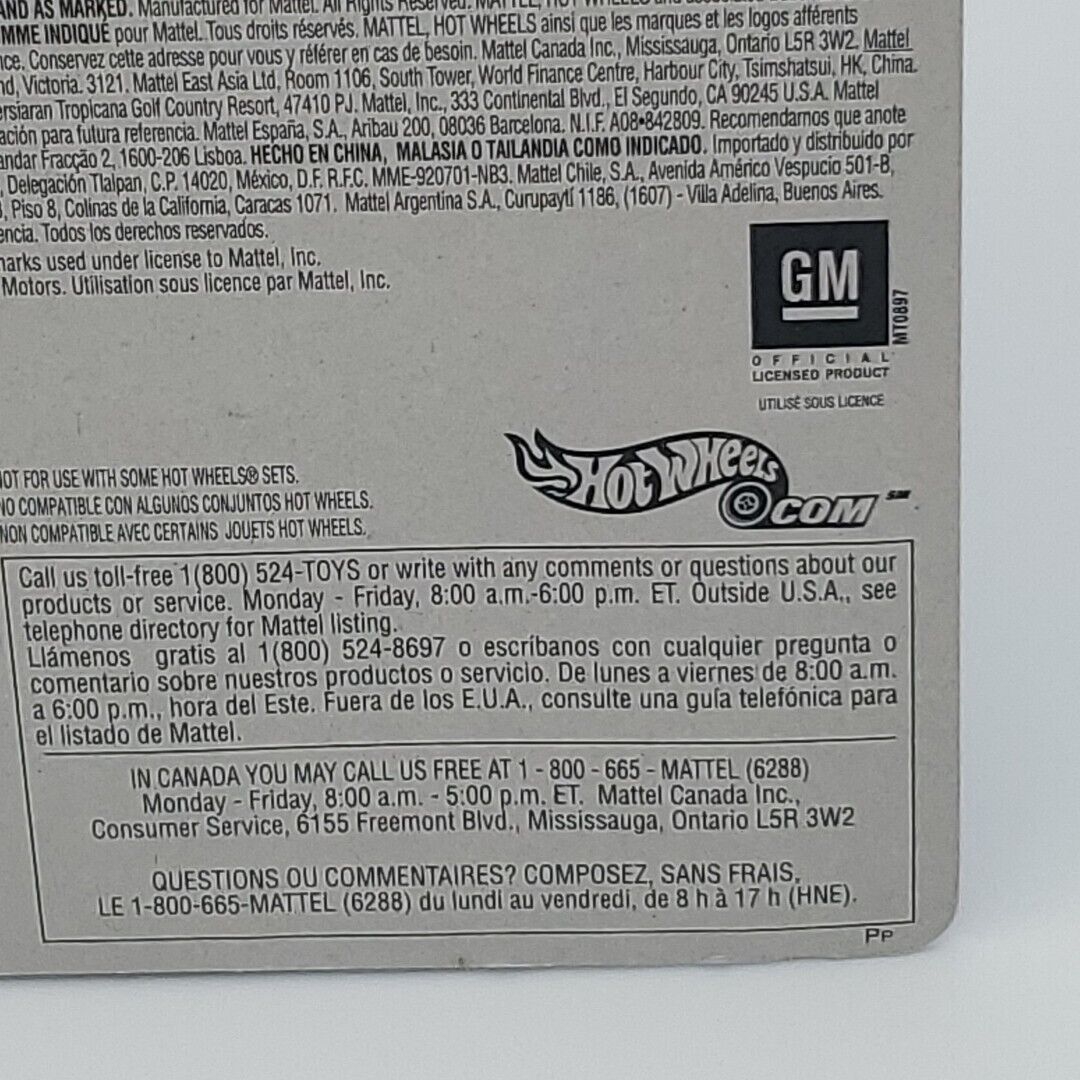 AND AS MARKED. Manufactured for Mattel. All Rights Reserved. MATTEL, HOT WHEELS and
MME INDIQUÉ pour Mattel. Tous droits réservés. MATTEL, HOT WHEELS ainsi que les marques et les logos afférents
nce. Conservez cette adresse pour vous y référer en cas de besoin. Mattel Canada Inc., Mississauga, Ontario L5R 3W2. Mattel
nd, Victoria. 3121. Mattel East Asia Ltd, Room 1106, South Tower, World Finance Centre, Harbour City, Tsimshatsui, HK, China.
ersiaran Tropicana Golf Country Resort, 47410 PJ. Mattel, Inc., 333 Continental Blvd., El Segundo, CA 90245 U.S.A. Mattel
ación para futura referencia. Mattel España, S.A., Aribau 200, 08036 Barcelona. N.I.F. A08•842809. Recomendamos que anote
andar Fracção 2, 1600-206 Lisboa. HECHO EN CHINA, MALASIA O TAILANDIA COMO INDICADO. Importado y distribuido por
, Delegación Tlalpan, C.P. 14020, México, D.F. R.F.C. MME-920701-NB3. Mattel Chile, S.A., Avenida Américo Vespucio 501-B,
, Piso 8, Colinas de la California, Caracas 1071. Mattel Argentina S.A., Curupaytí 1186, (1607) - Villa Adelina, Buenos Aires.
encia. Todos los derechos reservados.
marks used under license to Mattel, Inc.
Motors. Utilisation sous licence par Mattel, Inc.
GM
MT0897
OFFICIAL
LICENSED PRODUCT
UTILISÉ SOUS LICENCE
HOT WHEELS
.COM SM
NOT FOR USE WITH SOME HOT WHEELS® SETS.
NO COMPATIBLE CON ALGUNOS CONJUNTOS HOT WHEELS.
NON COMPATIBLE AVEC CERTAINS JOUETS HOT WHEELS.
Call us toll-free 1(800) 524-TOYS or write with any comments or questions about our
products or service. Monday - Friday, 8:00 a.m.-6:00 p.m. ET. Outside U.S.A., see
telephone directory for Mattel listing.
Llámenos gratis al 1(800) 524-8697 o escríbanos con cualquier pregunta o
comentario sobre nuestros productos o servicio. De lunes a viernes de 8:00 a.m.
a 6:00 p.m., hora del Este. Fuera de los E.U.A., consulte una guía telefónica para
el listado de Mattel.
IN CANADA YOU MAY CALL US FREE AT 1 - 800 - 665 - MATTEL (6288)
Monday - Friday, 8:00 a.m. - 5:00 p.m. ET. Mattel Canada Inc.,
Consumer Service, 6155 Freemont Blvd., Mississauga, Ontario L5R 3W2
QUESTIONS OU COMMENTAIRES? COMPOSEZ, SANS FRAIS,
LE 1-800-665-MATTEL (6288) du lundi au vendredi, de 8 h à 17 h (HNE).
PP